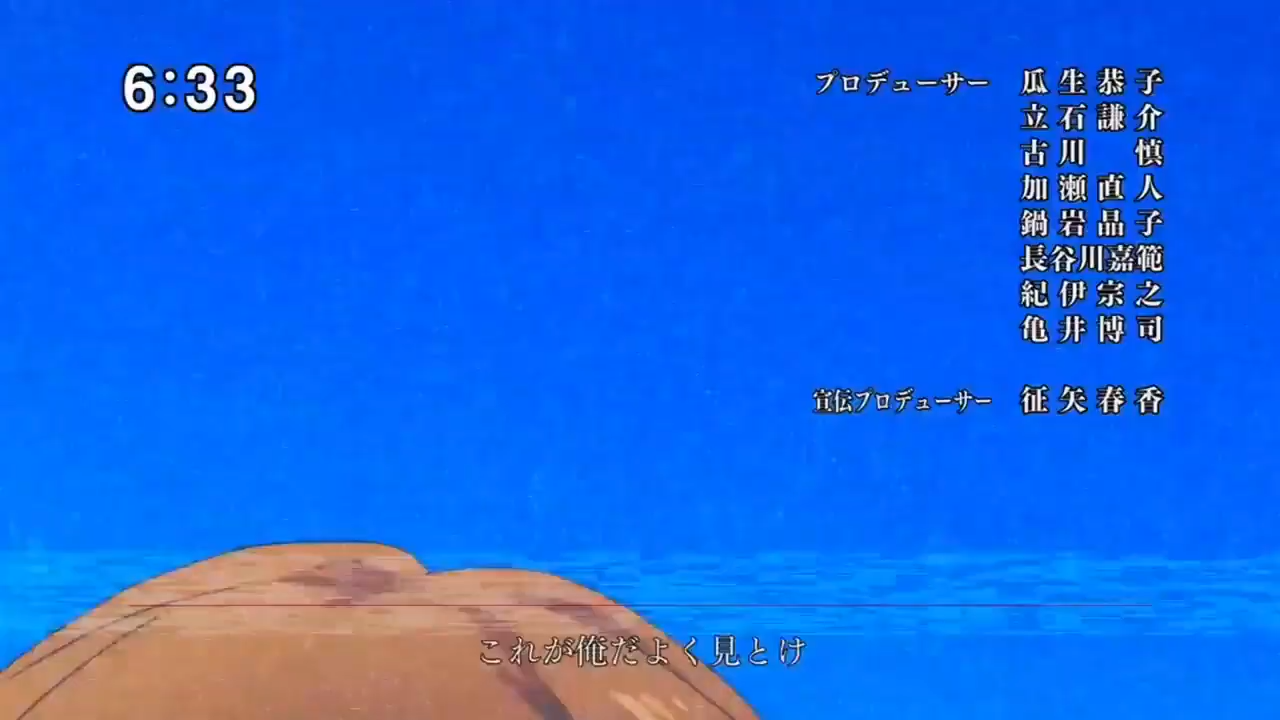 6:33
プロデューサー 瓜生恭子
立石謙介
古川 慎
加瀬直人
鍋岩晶子
長谷川嘉範
紀伊宗之
亀井博司
宣伝プロデューサー 征矢春香
これが俺だよく見とけ